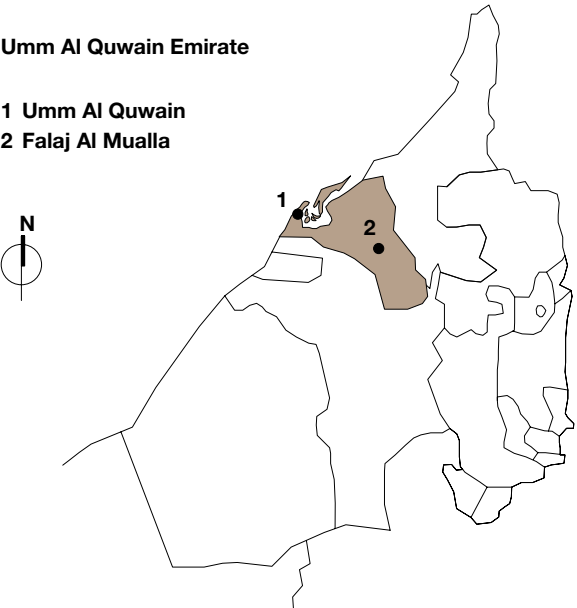 Umm Al Quwain Emirate
1 Umm Al Quwain
2 Falaj Al Mualla
1
2
N